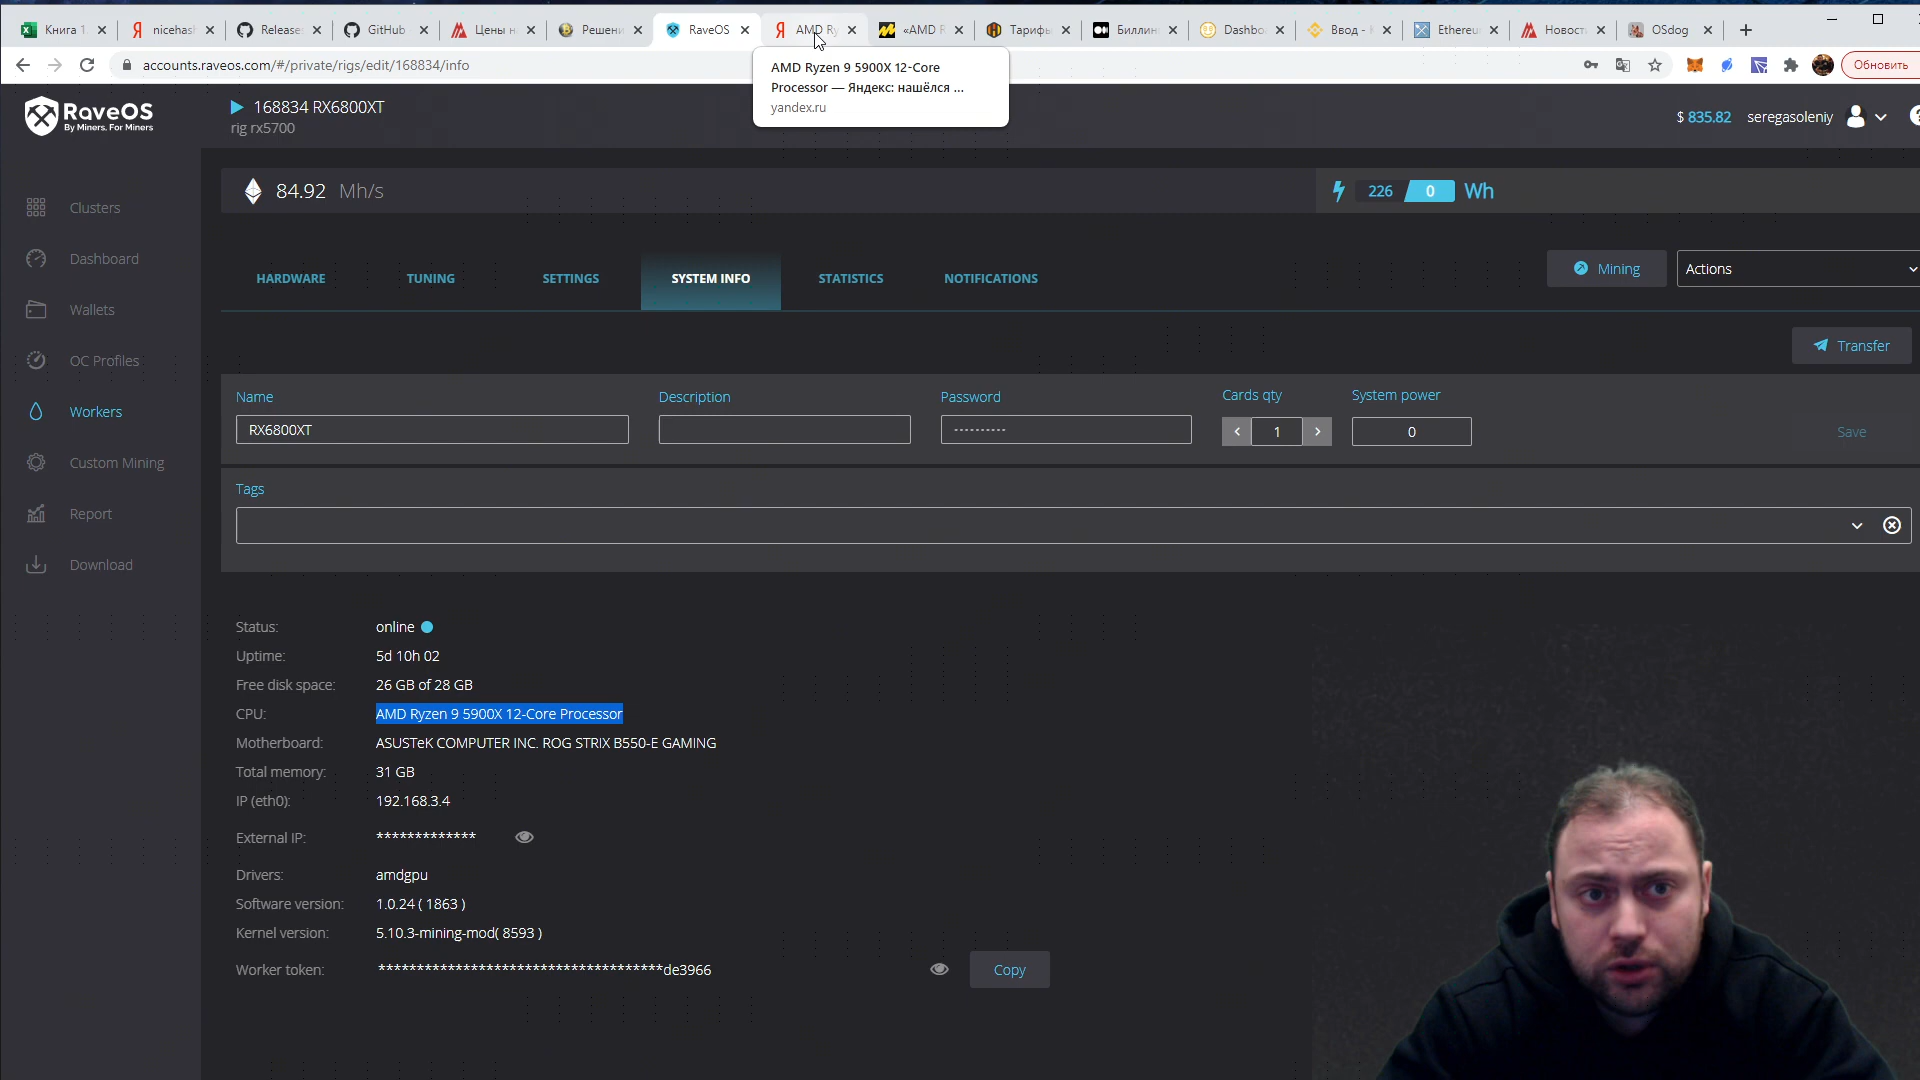 Книга 1
nicehas
Release
GitHub
Цены н
Решени
RaveOS
AMD Ry
«AMD R
Тарифы
Биллин
Dashbo
Ввод -
Ethereu
Новост
OSdog
accounts.raveos.com/#/private/rigs/edit/168834/info
Обновить
AMD Ryzen 9 5900X 12-Core
Processor — Яндекс: нашёлся ...
yandex.ru
RaveOS
By Miners. For Miners
168834 RX6800XT
rig rx5700
$ 835.82 seregasoleniy
84.92 Mh/s
226 0 Wh
Clusters
Dashboard
Wallets
OC Profiles
Workers
Custom Mining
Report
Download
HARDWARE TUNING SETTINGS SYSTEM INFO STATISTICS NOTIFICATIONS
Mining
Actions
Transfer
Name Description Password Cards qty System power
RX6800XT ---------- < 1 > 0 Save
Tags
Status: online
Uptime: 5d 10h 02
Free disk space: 26 GB of 28 GB
CPU: AMD Ryzen 9 5900X 12-Core Processor
Motherboard: ASUSTeK COMPUTER INC. ROG STRIX B550-E GAMING
Total memory: 31 GB
IP (eth0): 192.168.3.4
External IP: *************
Drivers: amdgpu
Software version: 1.0.24 ( 1863 )
Kernel version: 5.10.3-mining-mod( 8593 )
Worker token: *************************************de3966
Copy